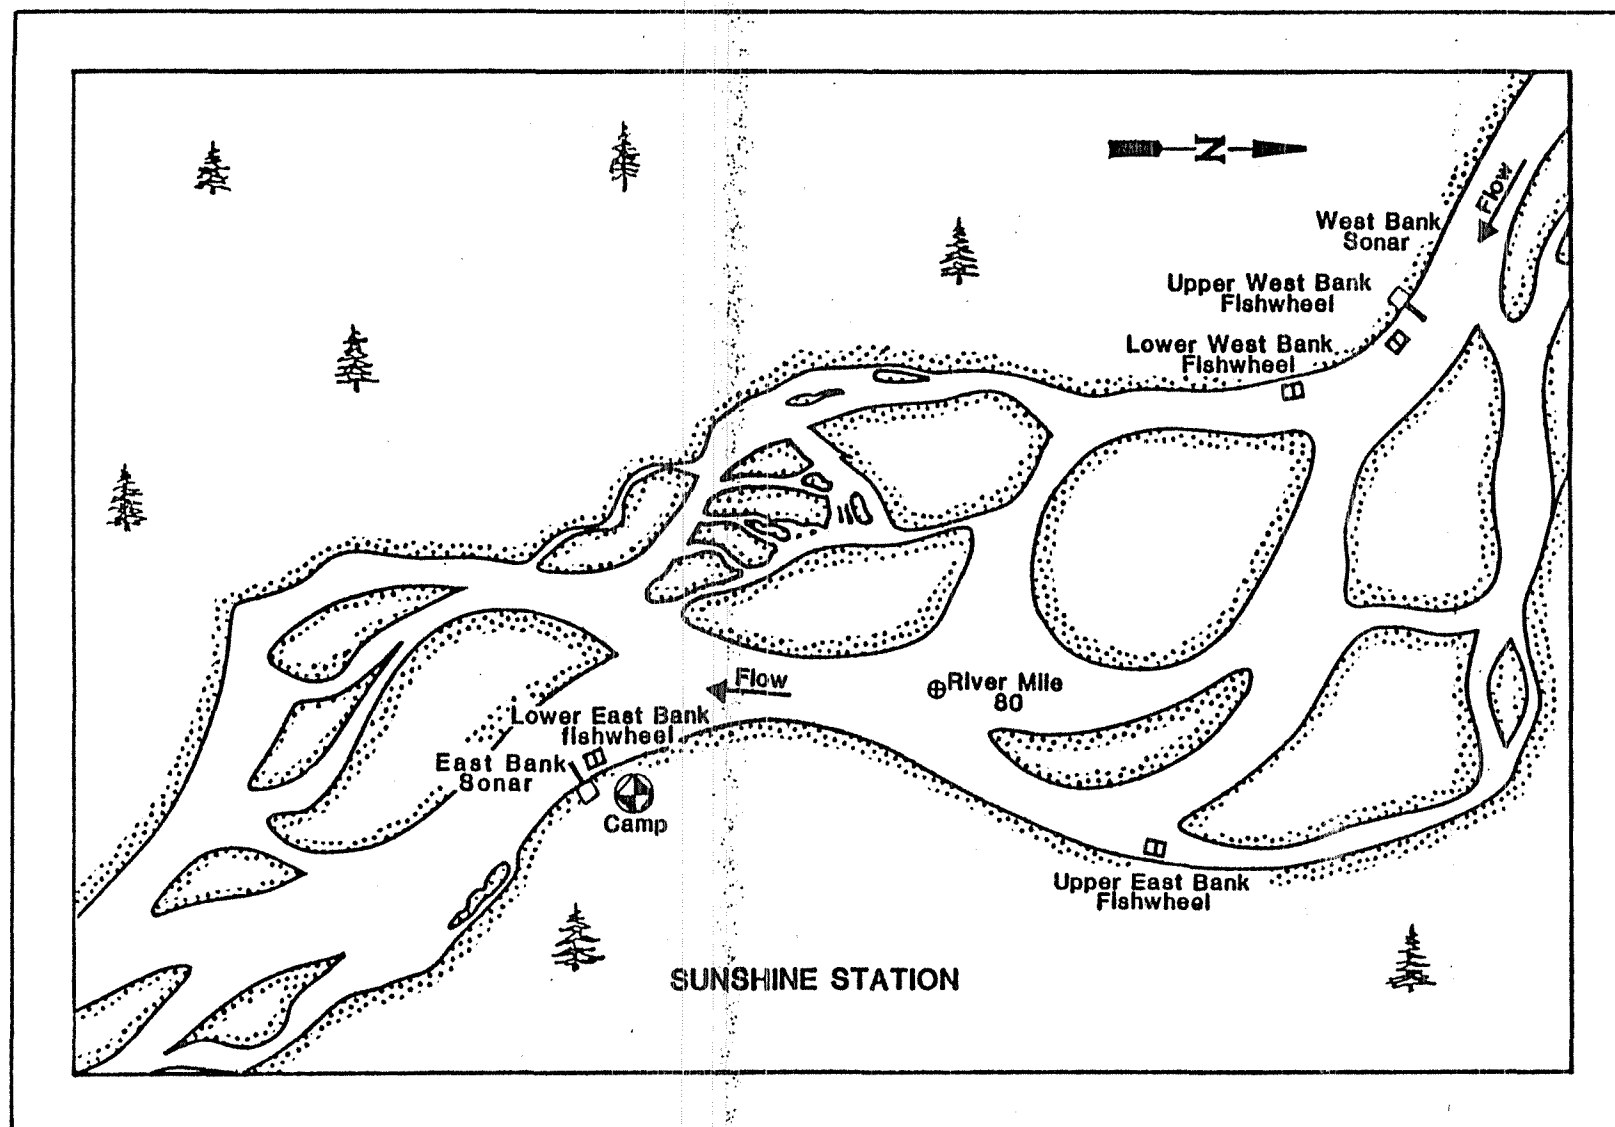 N
Flow
West Bank
Sonar
Upper West Bank
Fishwheel
Lower West Bank
Fishwheel
Flow
River Mile
80
Lower East Bank
fishwheel
East Bank
Sonar
Camp
Upper East Bank
Fishwheel
SUNSHINE STATION